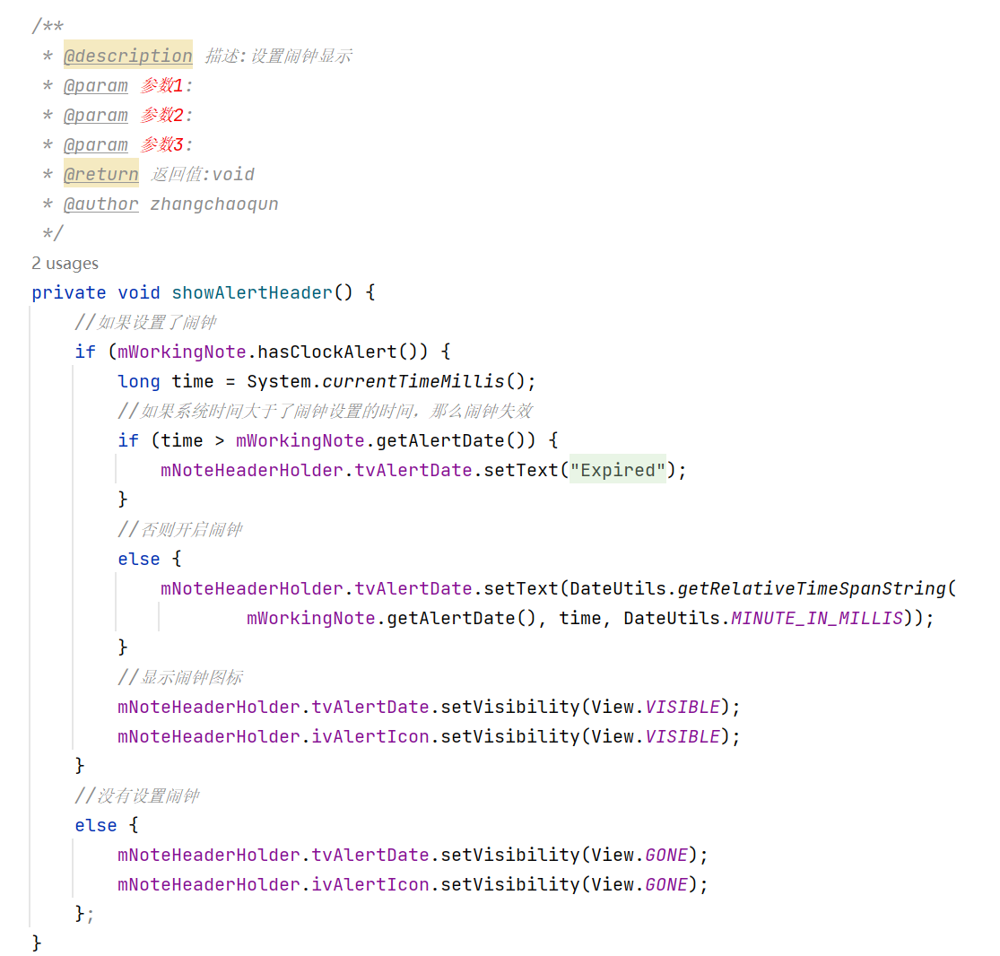 /**
 * @description 描述:设置闹钟显示
 * @param 参数1:
 * @param 参数2:
 * @param 参数3:
 * @return 返回值:void
 * @author zhangchaoqun
 */
2 usages
private void showAlertHeader() {
    //如果设置了闹钟
    if (mWorkingNote.hasClockAlert()) {
        long time = System.currentTimeMillis();
        //如果系统时间大于了闹钟设置的时间，那么闹钟失效
        if (time > mWorkingNote.getAlertDate()) {
            mNoteHeaderHolder.tvAlertDate.setText("Expired");
        }
        //否则开启闹钟
        else {
            mNoteHeaderHolder.tvAlertDate.setText(DateUtils.getRelativeTimeSpanString(
                    mWorkingNote.getAlertDate(), time, DateUtils.MINUTE_IN_MILLIS));
        }
        //显示闹钟图标
        mNoteHeaderHolder.tvAlertDate.setVisibility(View.VISIBLE);
        mNoteHeaderHolder.ivAlertIcon.setVisibility(View.VISIBLE);
    }
    //没有设置闹钟
    else {
        mNoteHeaderHolder.tvAlertDate.setVisibility(View.GONE);
        mNoteHeaderHolder.ivAlertIcon.setVisibility(View.GONE);
    };
}